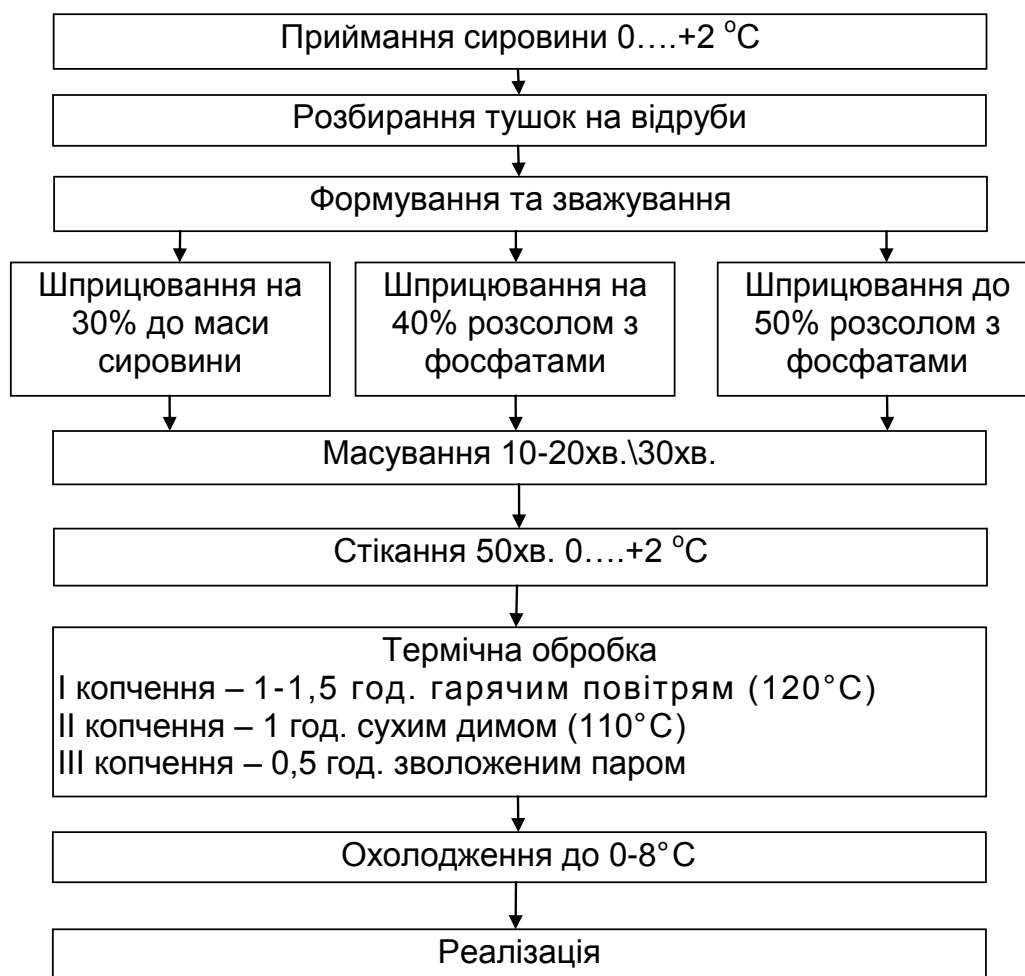 Приймання сировини 0….+2 °C
Розбирання тушок на відруби
Формування та зважування
Шприцювання на
30% до маси
сировини
Шприцювання на
40% розсолом з
фосфатами
Шприцювання до
50% розсолом з
фосфатами
Масування 10-20хв.\30хв.
Стікання 50хв. 0….+2 °C
Термічна обробка
І копчення – 1-1,5 год. гарячим повітрям (120°C)
ІІ копчення – 1 год. сухим димом (110°C)
ІІІ копчення – 0,5 год. зволоженим паром
Охолодження до 0-8°C
Реалізація